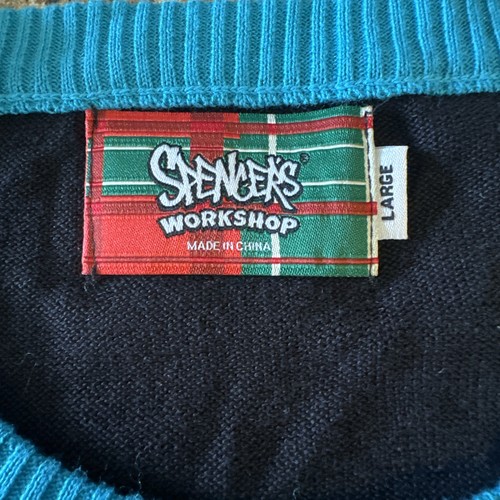 SPENCER'S
WORKSHOP
MADE IN CHINA
LARGE